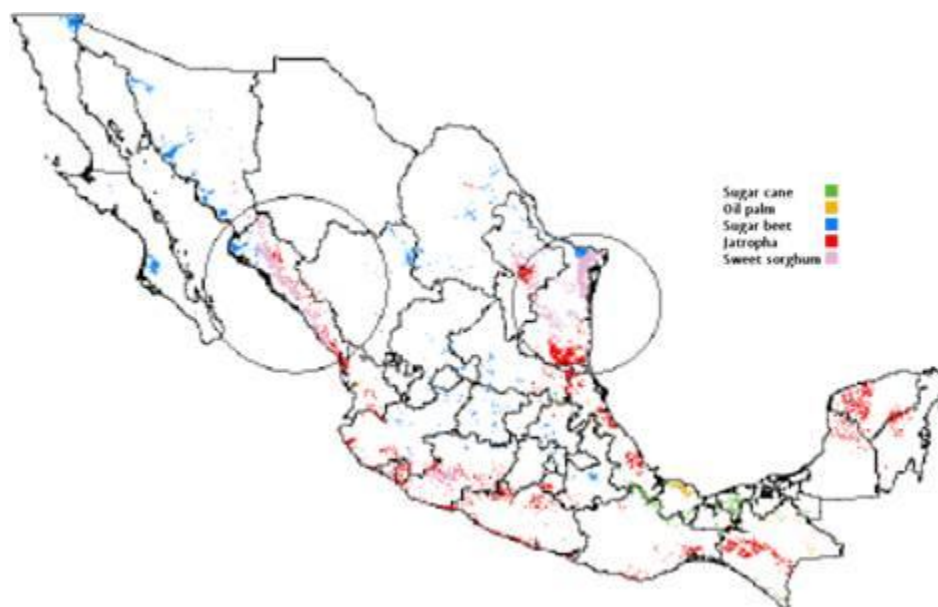 Sugar cane
Oil palm
Sugar beet
Jatropha
Sweet sorghum